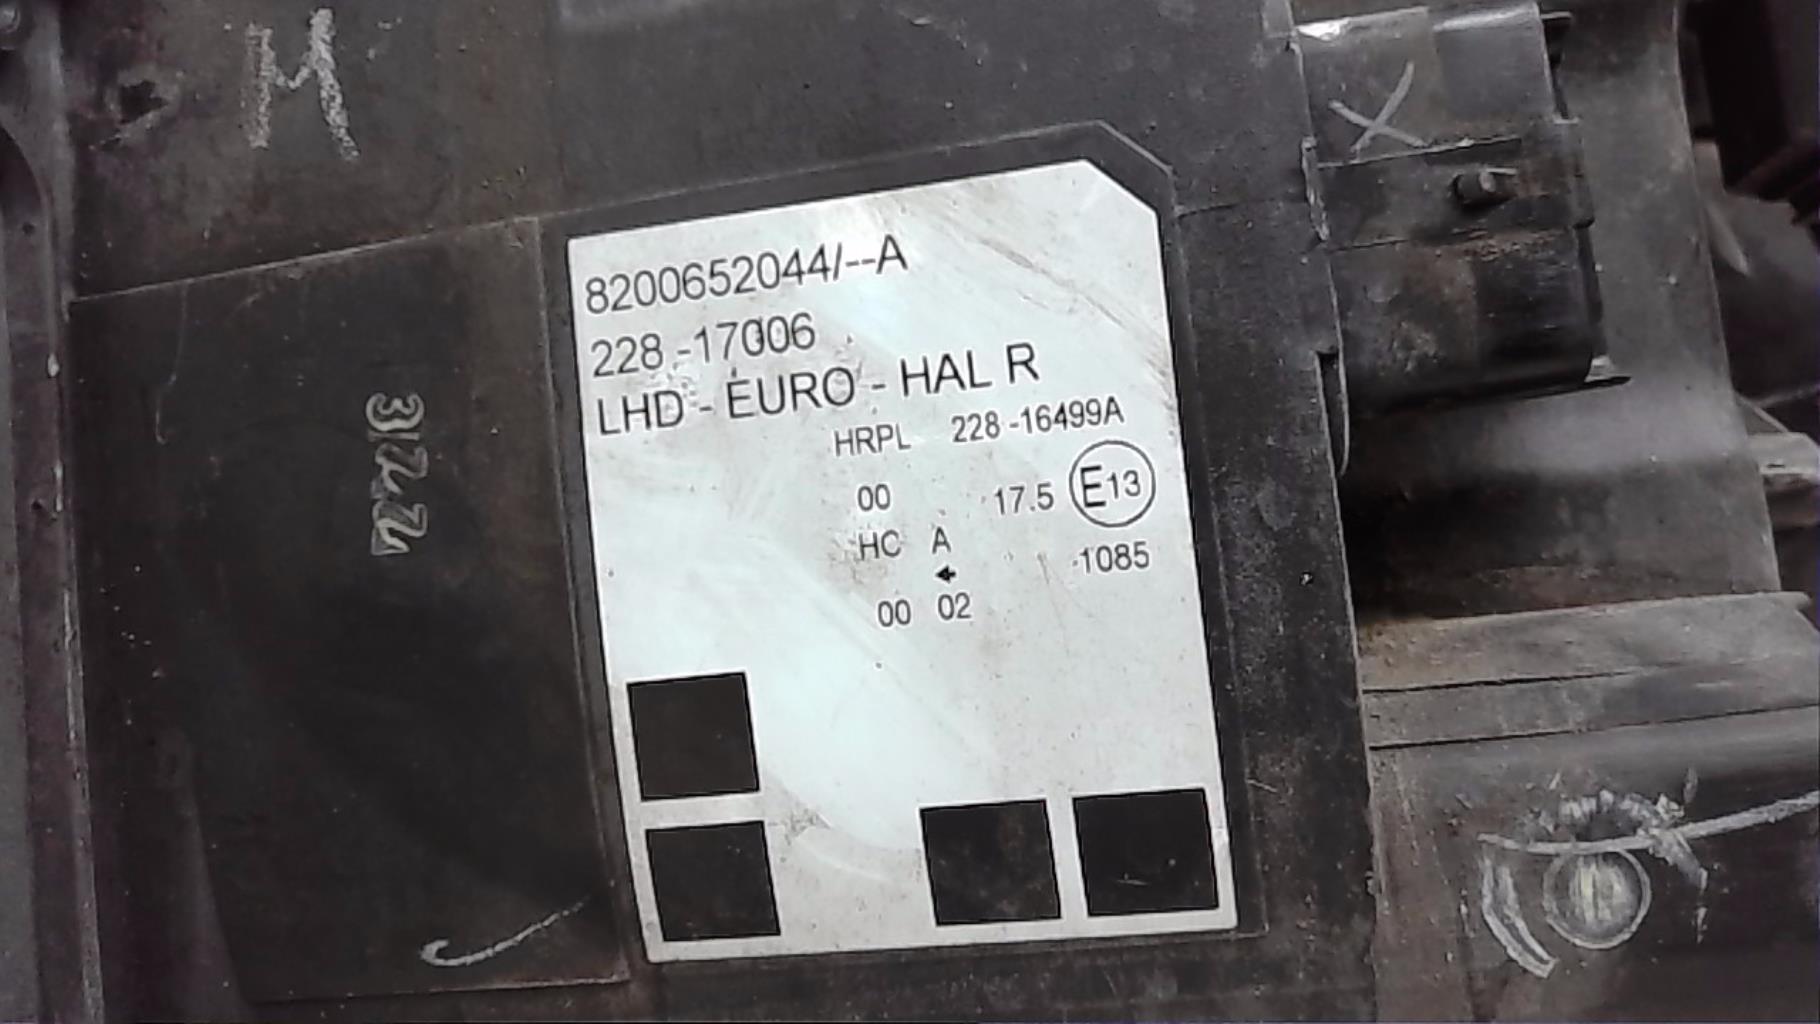 M
X
8200652044/--A
228-17006
LHD - EURO - HAL R
HRPL 228-16499A
00 17.5 E13
HC A 1085
00 02